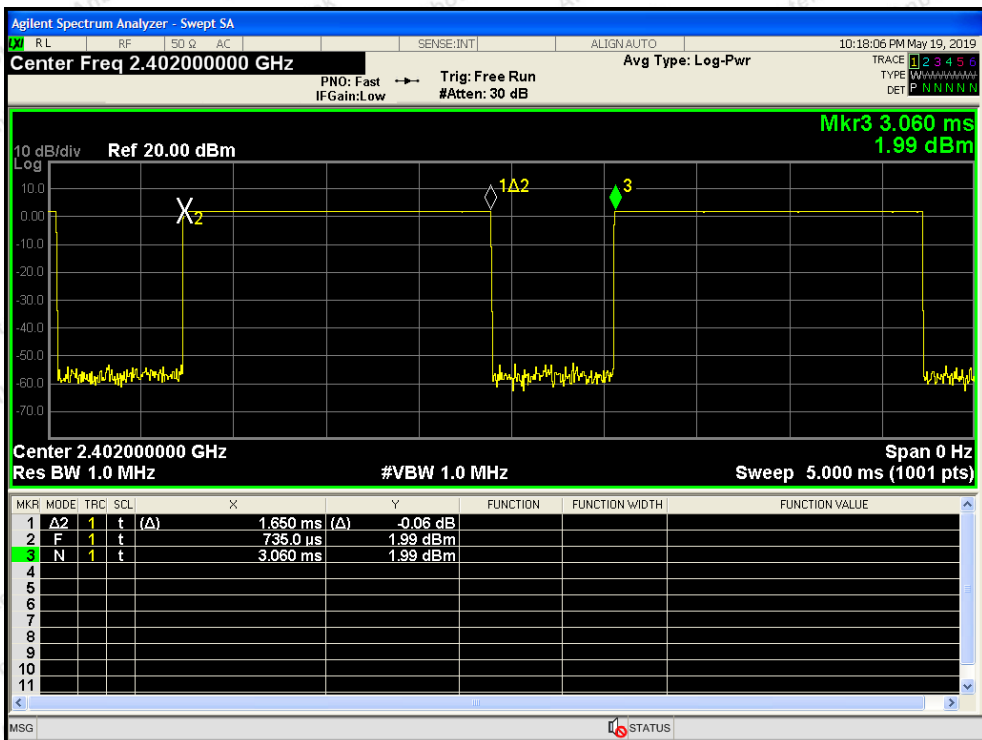 Agilent Spectrum Analyzer - Swept SA
LXI RL RF 50 Ω AC SENSE:INT ALIGN AUTO 10:18:06 PM May 19, 2019
Center Freq 2.402000000 GHz Avg Type: Log-Pwr TRACE 1 2 3 4 5 6
PNO: Fast Trig: Free Run TYPE WWWWWW
IFGain:Low #Atten: 30 dB DET P N N N N N
Mkr3 3.060 ms
10 dB/div Ref 20.00 dBm 1.99 dBm
Log
10.0
1Δ2
3
0.00
X2
-10.0
-20.0
-30.0
-40.0
-50.0
-60.0
-70.0
Center 2.402000000 GHz Span 0 Hz
Res BW 1.0 MHz #VBW 1.0 MHz Sweep 5.000 ms (1001 pts)
MKR MODE TRC SCL X Y FUNCTION FUNCTION WIDTH FUNCTION VALUE
1 Δ2 1 t (Δ) 1.650 ms (Δ) -0.06 dB
2 F 1 t 735.0 µs 1.99 dBm
3 N 1 t 3.060 ms 1.99 dBm
4
5
6
7
8
9
10
11
MSG STATUS